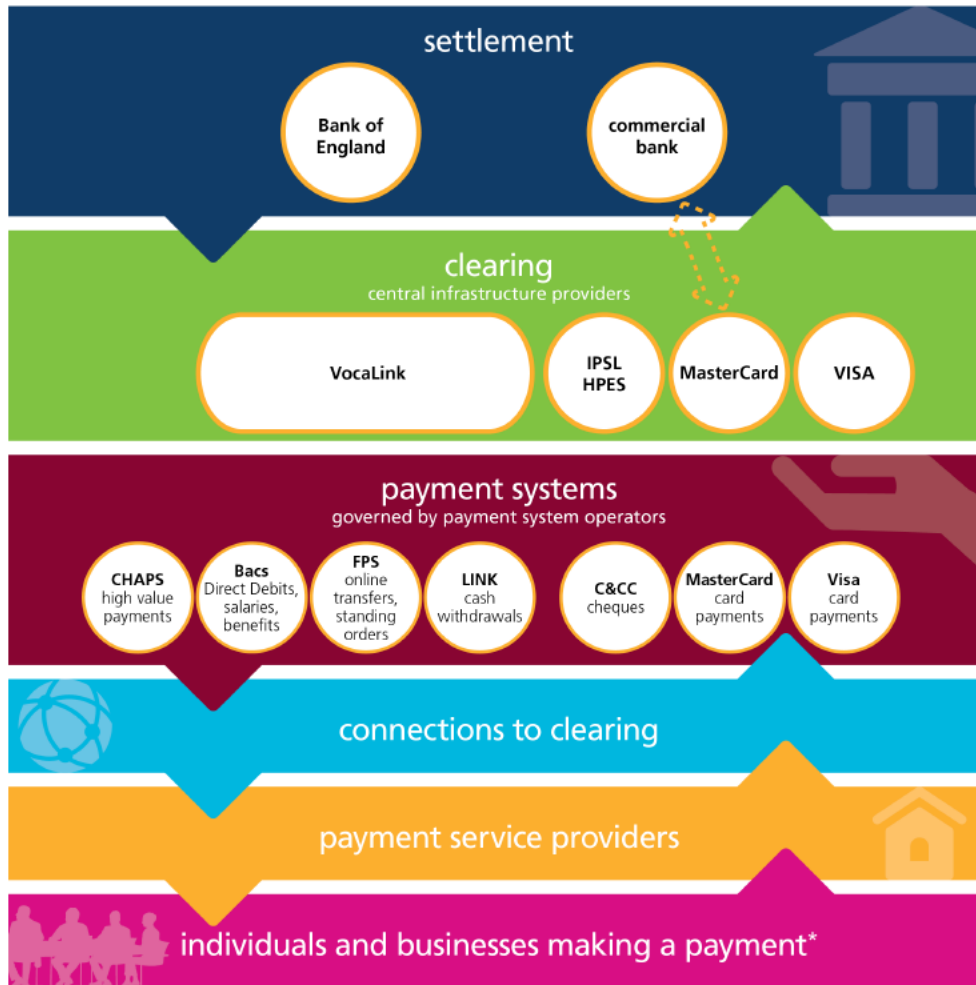 settlement
Bank of
England
commercial
bank
clearing
central infrastructure providers
VocaLink
IPSL
HPES
MasterCard
VISA
payment systems
governed by payment system operators
CHAPS
high value
payments
Bacs
Direct Debits,
salaries,
benefits
FPS
online
transfers,
standing
orders
LINK
cash
withdrawals
C&CC
cheques
MasterCard
card
payments
Visa
card
payments
connections to clearing
payment service providers
individuals and businesses making a payment*